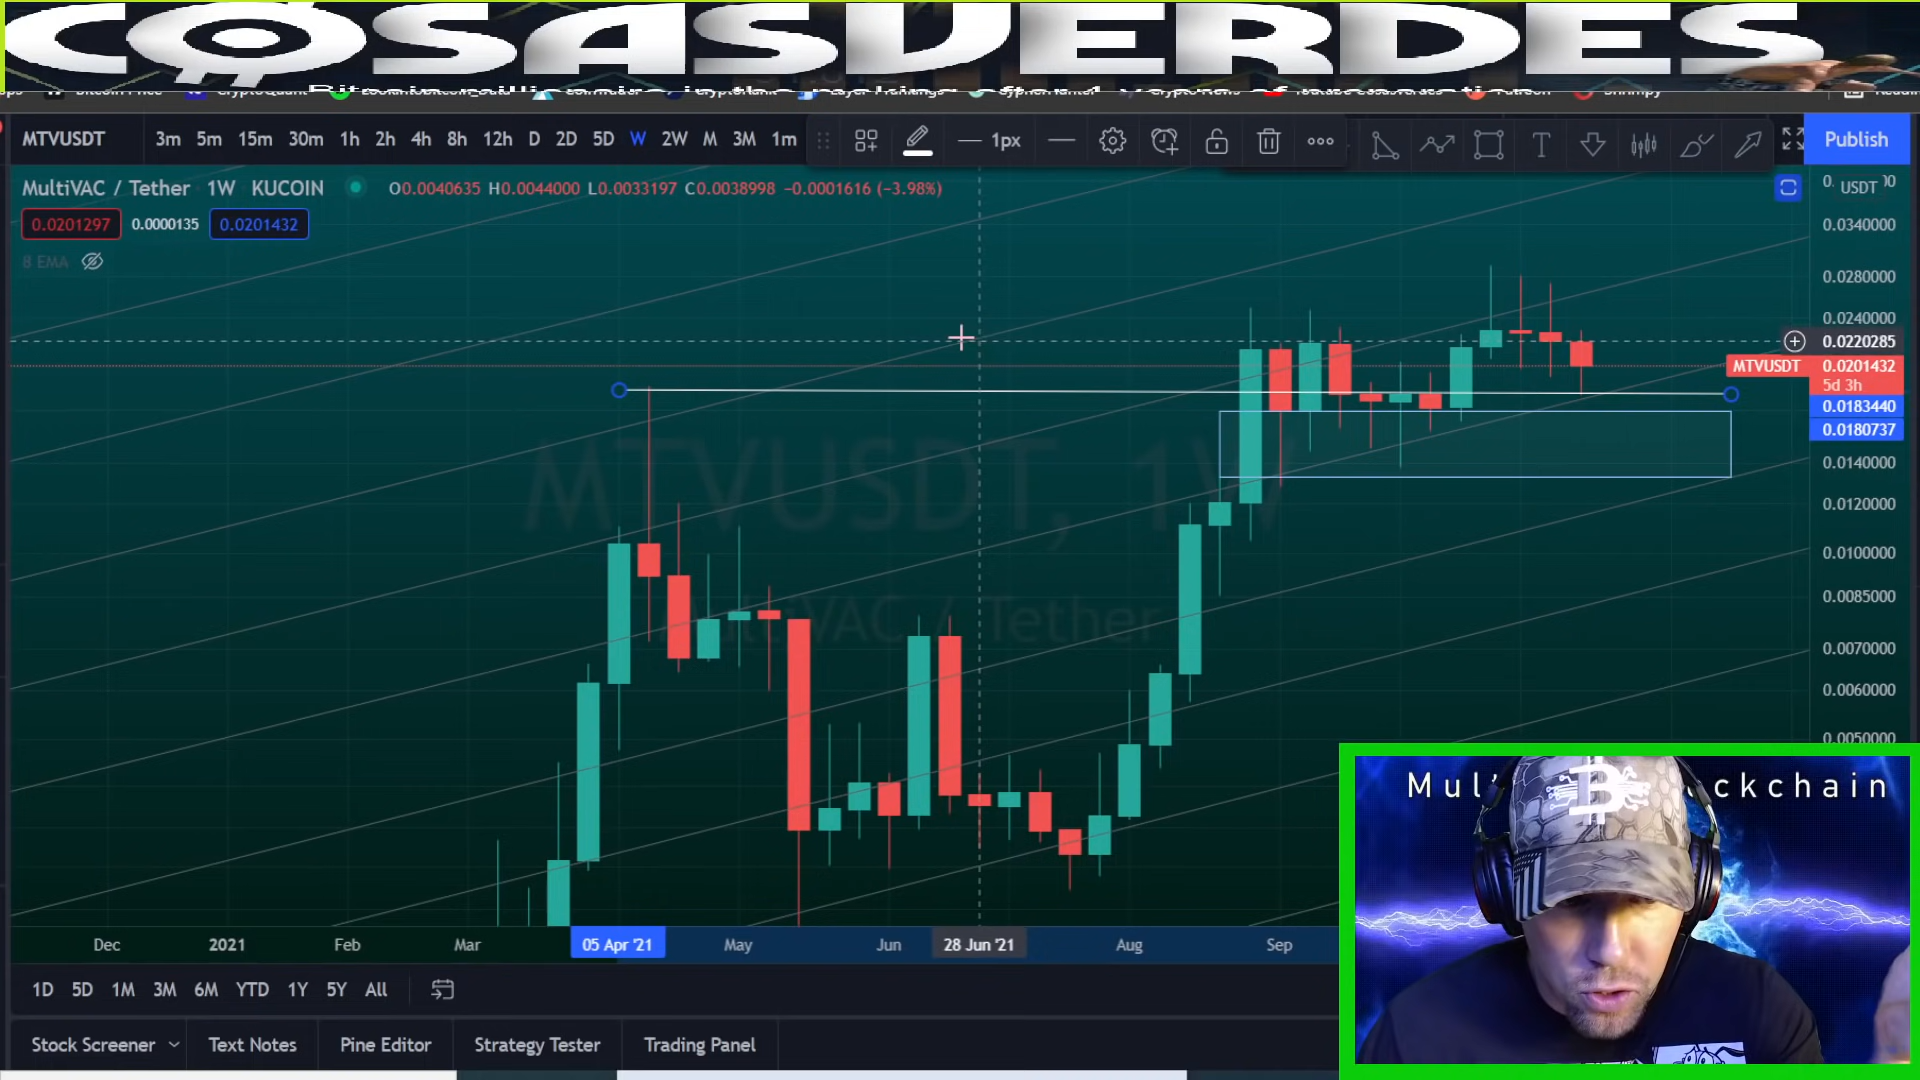 COSASVERDES
MTVUSDT 3m 5m 15m 30m 1h 2h 4h 8h 12h D 2D 5D W 2W M 3M 1m 1px T Publish
MultiVAC / Tether 1W KUCOIN O0.0040635 H0.0044000 L0.0033197 C0.0038998 −0.0001616 (−3.98%)
USDT
0.0201297 0.0000135 0.0201432
0.0340000
8 EMA
0.0280000
0.0240000
0.0220285
MTVUSDT 0.0201432
5d 3h
0.0183440
0.0180737
0.0140000
MTVUSDT, 1W
0.0120000
0.0100000
0.0085000
MultiVAC / Tether
0.0070000
0.0060000
0.0050000
Dec 2021 Feb Mar 05 Apr '21 May Jun 28 Jun '21 Aug Sep
1D 5D 1M 3M 6M YTD 1Y 5Y All
Stock Screener Text Notes Pine Editor Strategy Tester Trading Panel